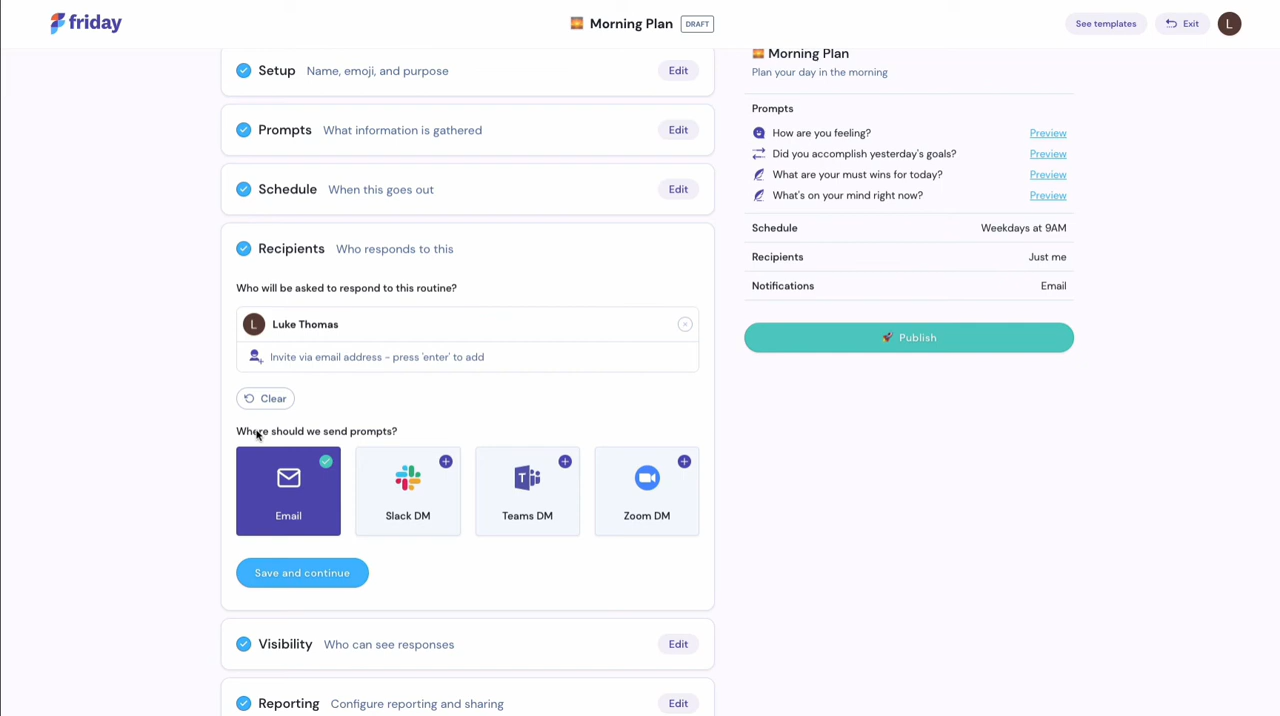 friday
Morning Plan DRAFT
See templates
Exit
L
Setup Name, emoji, and purpose Edit
Prompts What information is gathered Edit
Schedule When this goes out Edit
Recipients Who responds to this
Who will be asked to respond to this routine?
L Luke Thomas
Invite via email address - press 'enter' to add
Clear
Where should we send prompts?
Email
Slack DM
Teams DM
Zoom DM
Save and continue
Visibility Who can see responses Edit
Reporting Configure reporting and sharing Edit
Morning Plan
Plan your day in the morning
Prompts
How are you feeling? Preview
Did you accomplish yesterday's goals? Preview
What are your must wins for today? Preview
What's on your mind right now? Preview
Schedule Weekdays at 9AM
Recipients Just me
Notifications Email
Publish